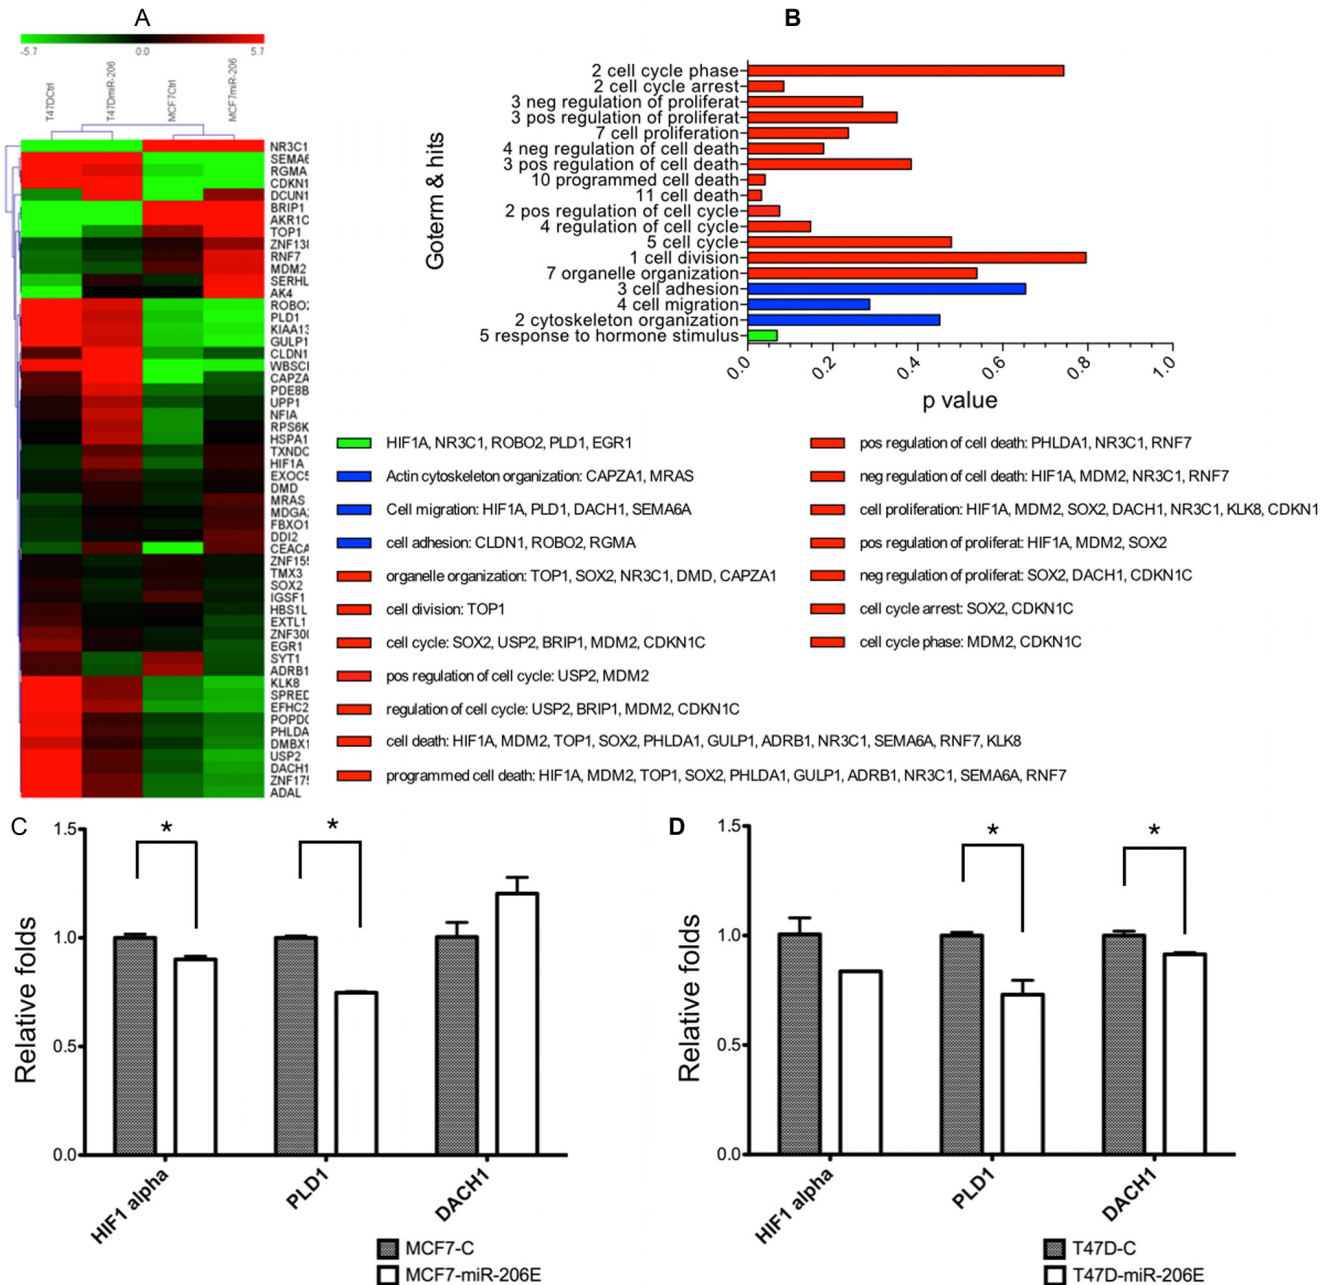 A
-5.7 0.0 5.7
T47DCtrl
T47DmiR-206
MCF7Ctrl
MCF7miR-206
NR3C1
SEMA6
RGMA
CDKN1
DCUN1
BRIP1
AKR1C
TOP1
ZNF138
RNF7
MDM2
SERHL
AK4
ROBO2
PLD1
KIAA13
GULP1
CLDN1
WBSCI
CAPZA
PDE8B
UPP1
NFIA
RPS6K
HSPA1
TXNDC
HIF1A
EXOC5
DMD
MRAS
MDGA2
FBXO1
DDI2
CEACA
ZNF155
TMX3
SOX2
IGSF1
HBS1L
EXTL1
ZNF300
EGR1
SYT1
ADRB1
KLK8
SPRED
EFHC2
POPDC
PHLDA
DMBX1
USP2
DACH1
ZNF175
ADAL
B
Goterm & hits
2 cell cycle phase
2 cell cycle arrest
3 neg regulation of proliferat
3 pos regulation of proliferat
7 cell proliferation
4 neg regulation of cell death
3 pos regulation of cell death
10 programmed cell death
11 cell death
2 pos regulation of cell cycle
4 regulation of cell cycle
5 cell cycle
1 cell division
7 organelle organization
3 cell adhesion
4 cell migration
2 cytoskeleton organization
5 response to hormone stimulus
0.0 0.2 0.4 0.6 0.8 1.0
p value
HIF1A, NR3C1, ROBO2, PLD1, EGR1
Actin cytoskeleton organization: CAPZA1, MRAS
Cell migration: HIF1A, PLD1, DACH1, SEMA6A
cell adhesion: CLDN1, ROBO2, RGMA
organelle organization: TOP1, SOX2, NR3C1, DMD, CAPZA1
cell division: TOP1
cell cycle: SOX2, USP2, BRIP1, MDM2, CDKN1C
pos regulation of cell cycle: USP2, MDM2
regulation of cell cycle: USP2, BRIP1, MDM2, CDKN1C
cell death: HIF1A, MDM2, TOP1, SOX2, PHLDA1, GULP1, ADRB1, NR3C1, SEMA6A, RNF7, KLK8
programmed cell death: HIF1A, MDM2, TOP1, SOX2, PHLDA1, GULP1, ADRB1, NR3C1, SEMA6A, RNF7
pos regulation of cell death: PHLDA1, NR3C1, RNF7
neg regulation of cell death: HIF1A, MDM2, NR3C1, RNF7
cell proliferation: HIF1A, MDM2, SOX2, DACH1, NR3C1, KLK8, CDKN1
pos regulation of proliferat: HIF1A, MDM2, SOX2
neg regulation of proliferat: SOX2, DACH1, CDKN1C
cell cycle arrest: SOX2, CDKN1C
cell cycle phase: MDM2, CDKN1C
C
Relative folds
1.5
1.0
0.5
0.0
* *
HIF1 alpha
PLD1
DACH1
MCF7-C
MCF7-miR-206E
D
Relative folds
1.5
1.0
0.5
0.0
* *
HIF1 alpha
PLD1
DACH1
T47D-C
T47D-miR-206E